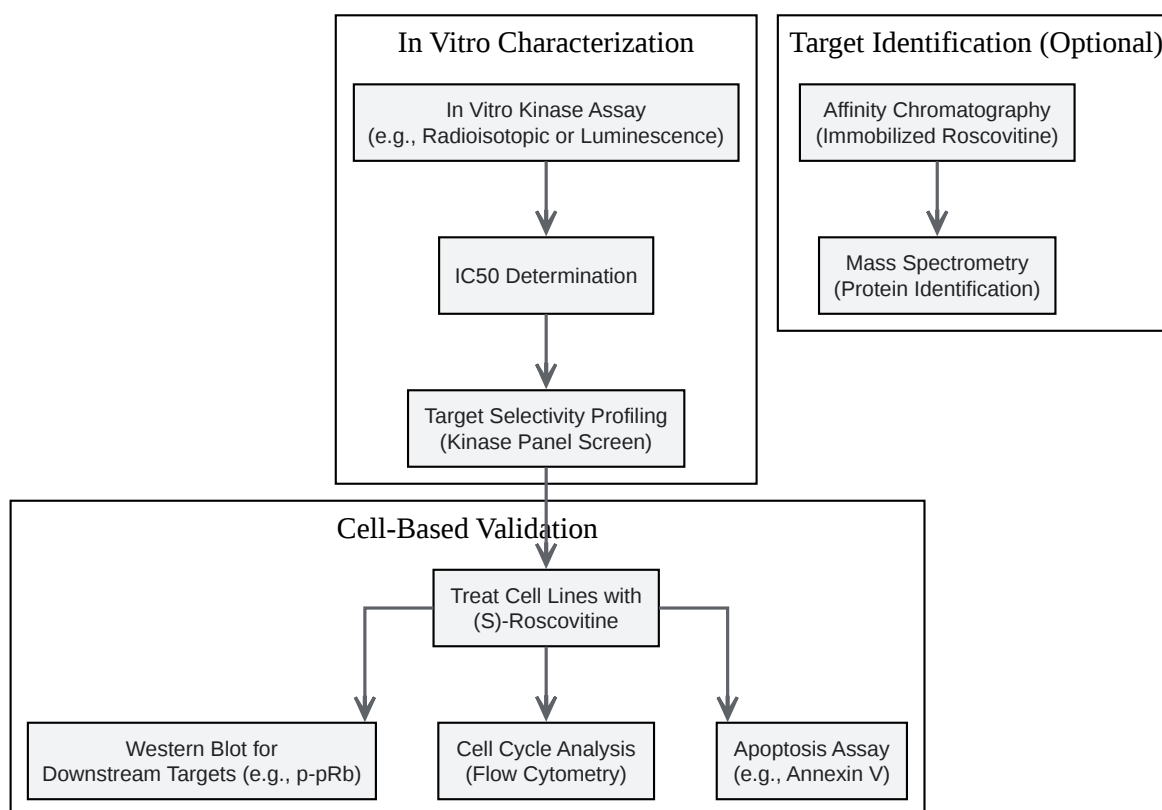 In Vitro Characterization
In Vitro Kinase Assay
(e.g., Radioisotopic or Luminescence)
IC50 Determination
Target Selectivity Profiling
(Kinase Panel Screen)
Target Identification (Optional)
Affinity Chromatography
(Immobilized Roscovitine)
Mass Spectrometry
(Protein Identification)
Cell-Based Validation
Treat Cell Lines with
(S)-Roscovitine
Western Blot for
Downstream Targets (e.g., p-pRb)
Cell Cycle Analysis
(Flow Cytometry)
Apoptosis Assay
(e.g., Annexin V)